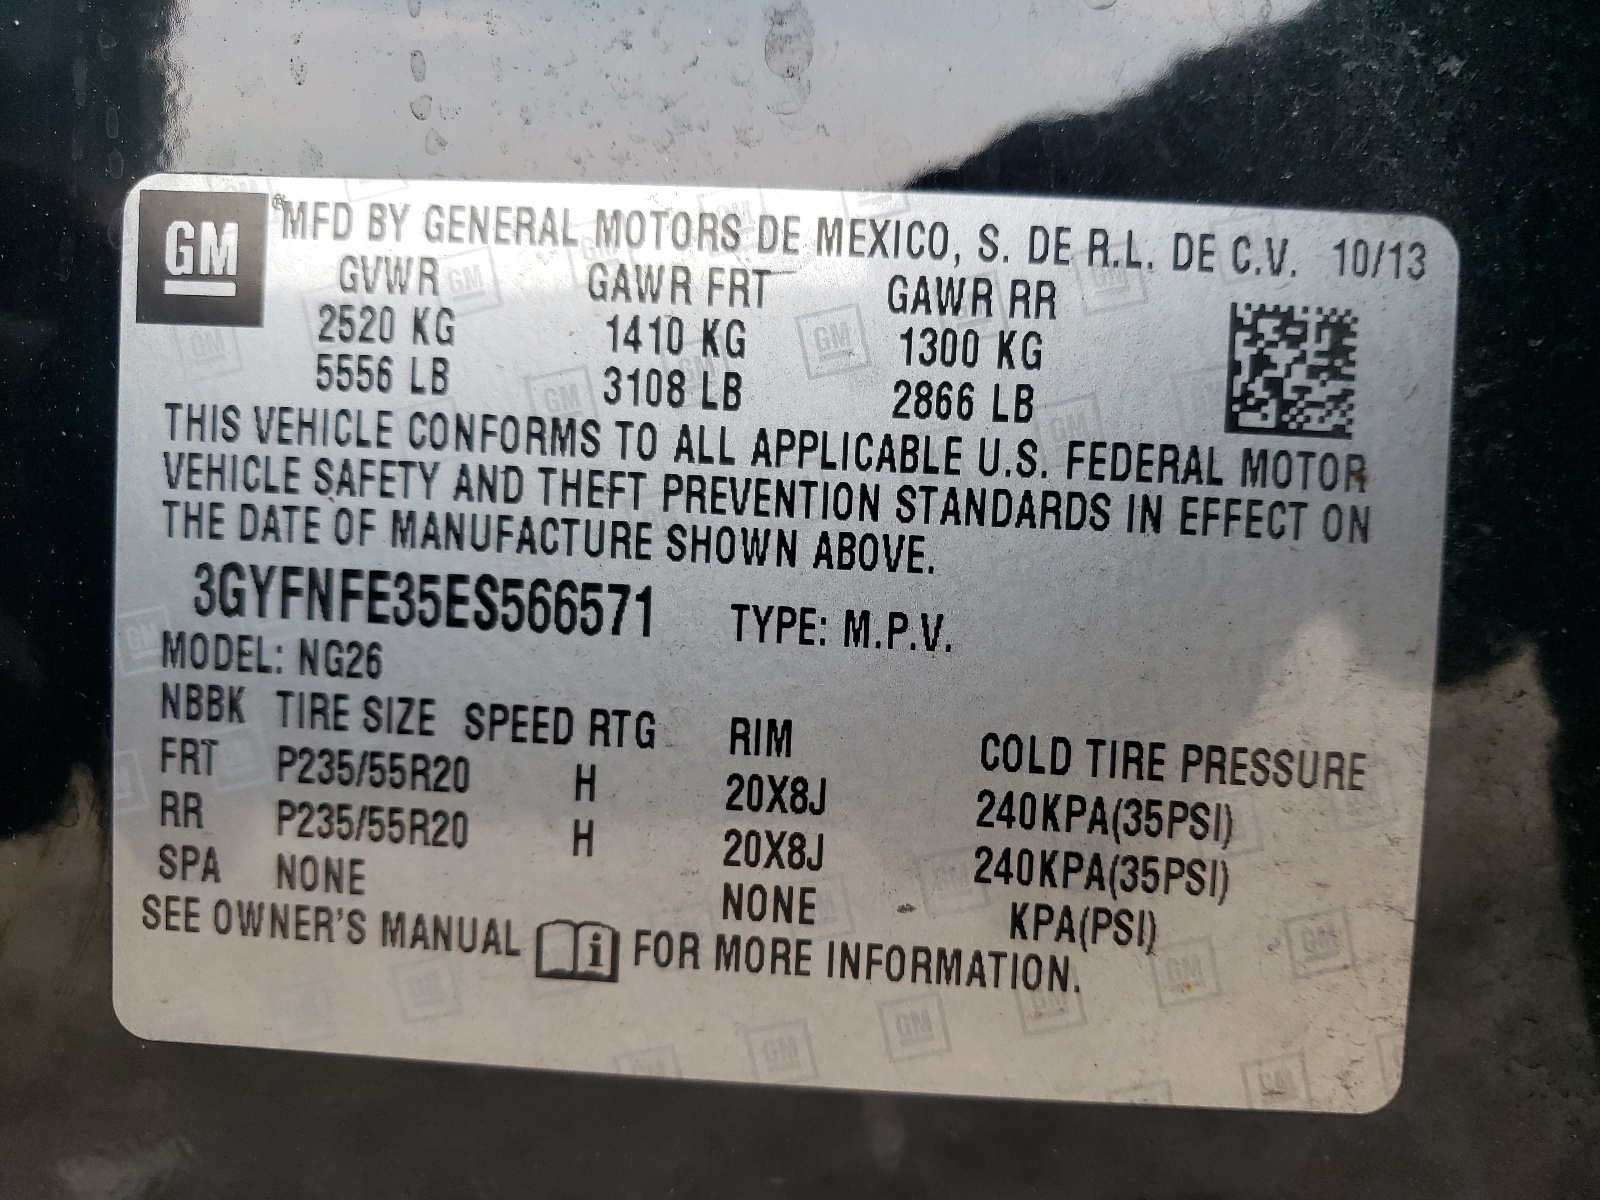 GM ® MFD BY GENERAL MOTORS DE MEXICO, S. DE R.L. DE C.V. 10/13
GVWR GAWR FRT GAWR RR
2520 KG 1410 KG 1300 KG
5556 LB 3108 LB 2866 LB
THIS VEHICLE CONFORMS TO ALL APPLICABLE U.S. FEDERAL MOTOR
VEHICLE SAFETY AND THEFT PREVENTION STANDARDS IN EFFECT ON
THE DATE OF MANUFACTURE SHOWN ABOVE.
3GYFNFE35ES566571 TYPE: M.P.V.
MODEL: NG26
NBBK TIRE SIZE SPEED RTG RIM COLD TIRE PRESSURE
FRT P235/55R20 H 20X8J 240KPA(35PSI)
RR P235/55R20 H 20X8J 240KPA(35PSI)
SPA NONE NONE KPA(PSI)
SEE OWNER'S MANUAL i FOR MORE INFORMATION.